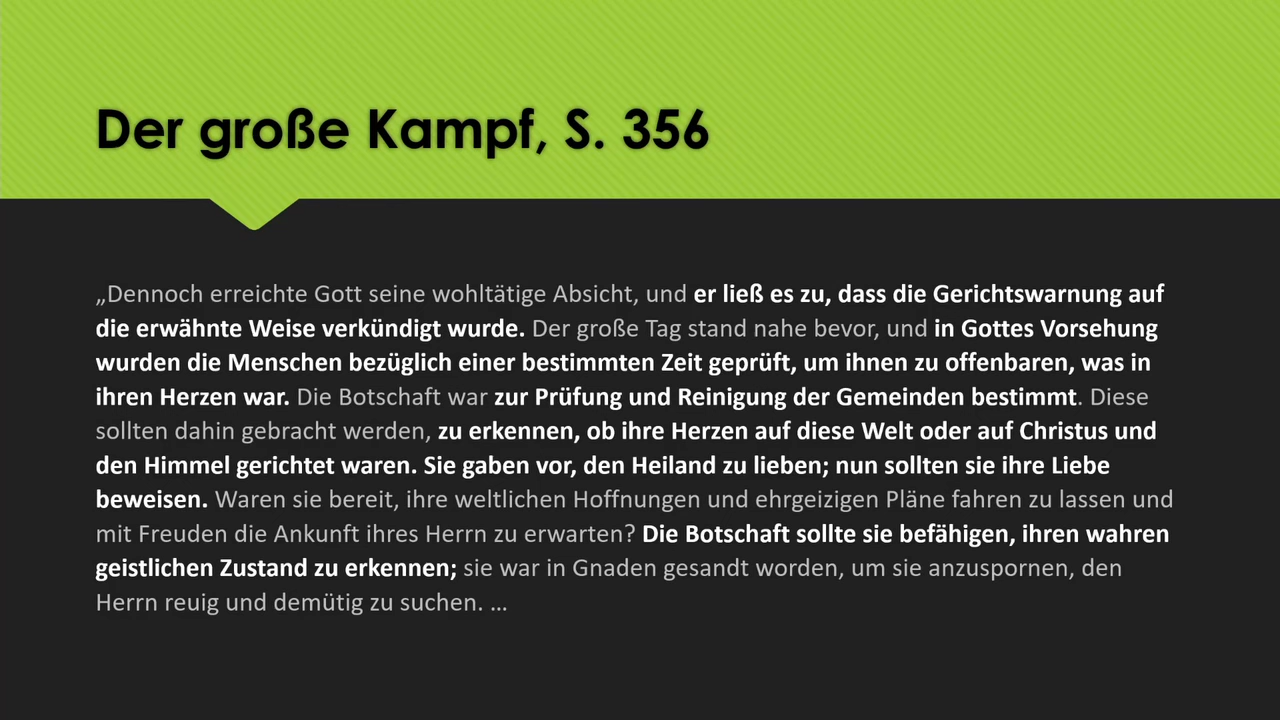 Der große Kampf, S. 356
„Dennoch erreichte Gott seine wohltätige Absicht, und er ließ es zu, dass die Gerichtswarnung auf
die erwähnte Weise verkündigt wurde. Der große Tag stand nahe bevor, und in Gottes Vorsehung
wurden die Menschen bezüglich einer bestimmten Zeit geprüft, um ihnen zu offenbaren, was in
ihren Herzen war. Die Botschaft war zur Prüfung und Reinigung der Gemeinden bestimmt. Diese
sollten dahin gebracht werden, zu erkennen, ob ihre Herzen auf diese Welt oder auf Christus und
den Himmel gerichtet waren. Sie gaben vor, den Heiland zu lieben; nun sollten sie ihre Liebe
beweisen. Waren sie bereit, ihre weltlichen Hoffnungen und ehrgeizigen Pläne fahren zu lassen und
mit Freuden die Ankunft ihres Herrn zu erwarten? Die Botschaft sollte sie befähigen, ihren wahren
geistlichen Zustand zu erkennen; sie war in Gnaden gesandt worden, um sie anzuspornen, den
Herrn reuig und demütig zu suchen. …